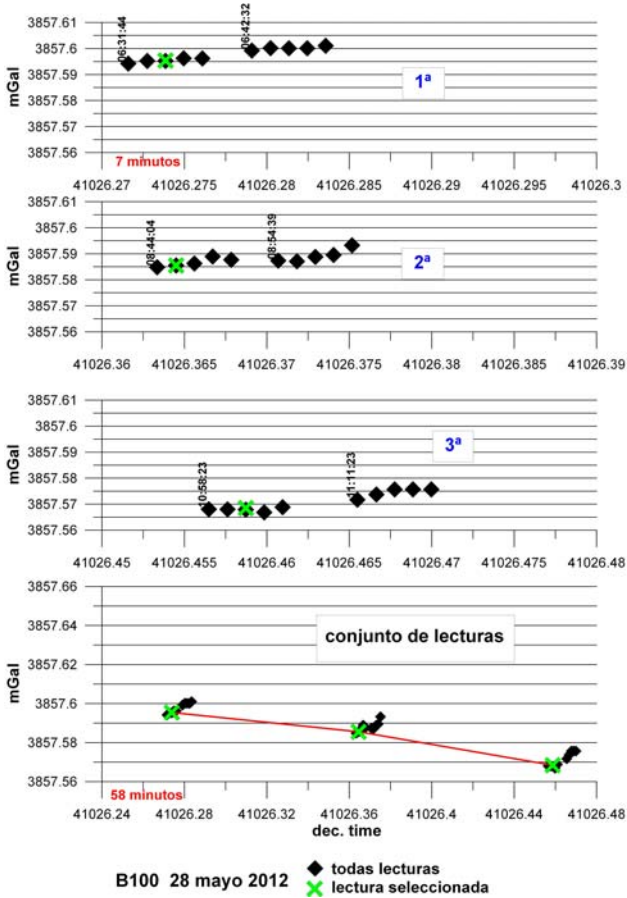 3857.61
3857.6
3857.59
3857.58
3857.57
3857.56
mGal
06:31:44
06:42:32
1ª
7 minutos
41026.27 41026.275 41026.28 41026.285 41026.29 41026.295 41026.3
3857.61
3857.6
3857.59
3857.58
3857.57
3857.56
mGal
08:44:04
08:54:39
2ª
41026.36 41026.365 41026.37 41026.375 41026.38 41026.385 41026.39
3857.61
3857.6
3857.59
3857.58
3857.57
3857.56
mGal
10:58:23
11:11:23
3ª
41026.45 41026.455 41026.46 41026.465 41026.47 41026.475 41026.48
3857.66
3857.64
3857.62
3857.6
3857.58
3857.56
mGal
conjunto de lecturas
58 minutos
41026.24 41026.28 41026.32 41026.36 41026.4 41026.44 41026.48
dec. time
B100 28 mayo 2012
todas lecturas
lectura seleccionada